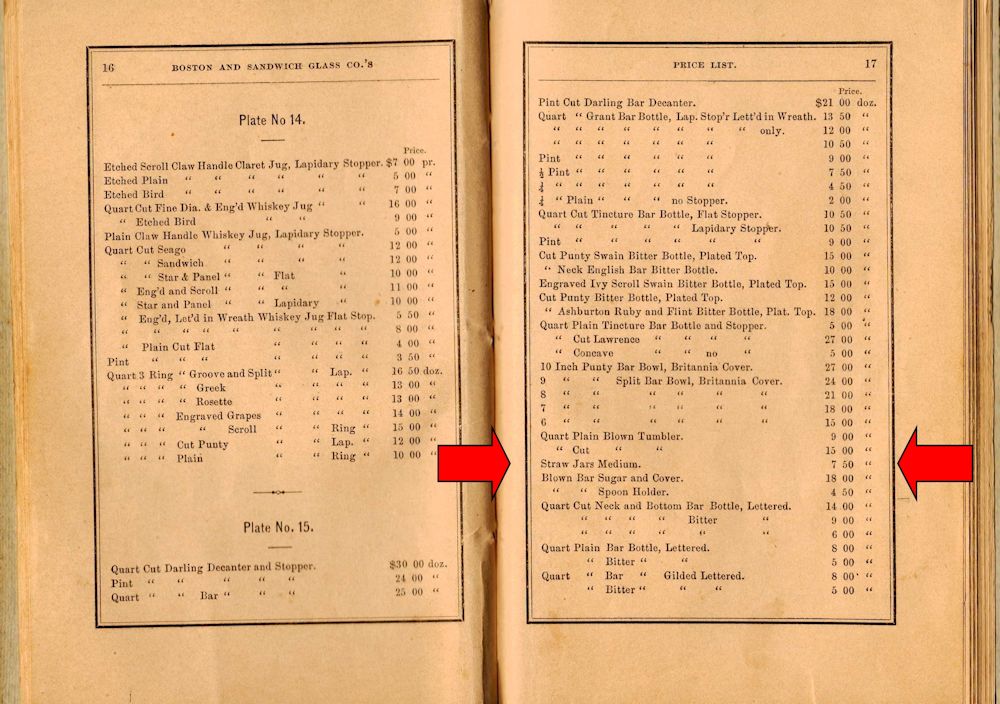 16 BOSTON AND SANDWICH GLASS CO.'S
Plate No 14.
Price.
Etched Scroll Claw Handle Claret Jug, Lapidary Stopper. $7 00 pr.
Etched Plain “ “ “ “ “ “ 5 00 “
Etched Bird “ “ “ “ “ “ 7 00 “
Quart Cut Fine Dia. & Eng'd Whiskey Jug “ “ 16 00 “
“ Etched Bird “ “ 9 00 “
Plain Claw Handle Whiskey Jug, Lapidary Stopper. 5 00 “
Quart Cut Seago “ “ “ “ 12 00 “
“ “ Sandwich “ “ “ “ 12 00 “
“ “ Star & Panel “ “ Flat “ 10 00 “
“ Eng'd and Scroll “ “ “ “ 11 00 “
“ Star and Panel “ “ Lapidary “ 10 00 “
“ Eng'd, Let'd in Wreath Whiskey Jug Flat Stop. 5 50 “
“ “ “ “ “ “ “ “ 8 00 “
“ Plain Cut Flat “ “ “ “ 4 00 “
Pint “ “ “ “ “ “ “ 3 50 “
Quart 3 Ring “ Groove and Split “ “ Lap. “ 16 50 doz.
“ “ “ “ Greek “ “ “ “ 13 00 “
“ “ “ “ Rosette “ “ “ “ 13 00 “
“ “ “ Engraved Grapes “ “ “ “ 14 00 “
“ “ “ “ Scroll “ “ Ring “ 15 00 “
“ “ “ Cut Punty “ “ Lap. “ 12 00 “
“ “ “ Plain “ “ Ring “ 10 00 “
Plate No. 15.
Quart Cut Darling Decanter and Stopper. $30 00 doz.
Pint “ “ “ “ “ 24 00 “
Quart “ “ Bar “ “ “ 25 00 “
PRICE LIST. 17
Price.
Pint Cut Darling Bar Decanter. $21 00 doz.
Quart “ Grant Bar Bottle, Lap. Stop'r Lett'd in Wreath. 13 50 “
“ “ “ “ “ “ “ “ only. 12 00 “
“ “ “ “ “ “ “ 10 50 “
Pint “ “ “ “ “ “ 9 00 “
½ Pint “ “ “ “ “ “ 7 50 “
“ “ “ “ “ “ “ 4 50 “
“ Plain “ “ “ no Stopper. 2 00 “
Quart Cut Tincture Bar Bottle, Flat Stopper. 10 50 “
“ “ “ “ “ Lapidary Stopper. 10 50 “
Pint “ “ “ “ “ “ 9 00 “
Cut Punty Swain Bitter Bottle, Plated Top. 15 00 “
“ Neck English Bar Bitter Bottle. 10 00 “
Engraved Ivy Scroll Swain Bitter Bottle, Plated Top. 15 00 “
Cut Punty Bitter Bottle, Plated Top. 12 00 “
“ Ashburton Ruby and Flint Bitter Bottle, Plat. Top. 18 00 “
Quart Plain Tincture Bar Bottle and Stopper. 5 00 “
“ Cut Lawrence “ “ “ “ 27 00 “
“ Concave “ “ no “ 5 00 “
10 Inch Punty Bar Bowl, Britannia Cover. 27 00 “
9 “ “ Split Bar Bowl, Britannia Cover. 24 00 “
8 “ “ “ “ “ “ 21 00 “
7 “ “ “ “ “ “ 18 00 “
6 “ “ “ “ “ “ 15 00 “
Quart Plain Blown Tumbler. 9 00 “
“ Cut “ “ 15 00 “
Straw Jars Medium. 7 50 “
Blown Bar Sugar and Cover. 18 00 “
“ “ Spoon Holder. 4 50 “
Quart Cut Neck and Bottom Bar Bottle, Lettered. 14 00 “
“ “ “ “ Bitter “ 9 00 “
“ “ “ “ “ “ 6 00 “
Quart Plain Bar Bottle, Lettered. 8 00 “
“ Bitter “ “ 5 00 “
Quart “ Bar “ Gilded Lettered. 8 00 “
“ Bitter “ “ “ 5 00 “